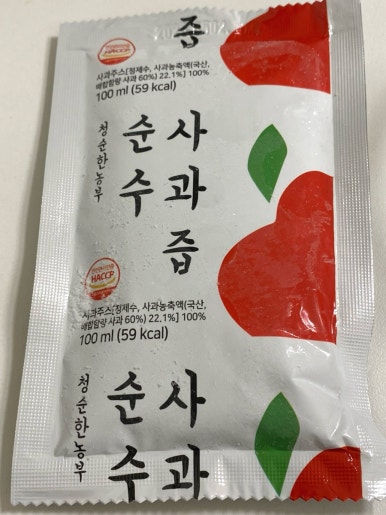 즙
HACCP
사과주스[정제수, 사과농축액(국산,
배합함량 사과 60%) 22.1%] 100%
100 ml (59 kcal)
순수
사과즙
청순한농부
HACCP
사과주스[정제수, 사과농축액(국산,
배합함량 사과 60%) 22.1%] 100%
100 ml (59 kcal)
순수
사과
청순한농부